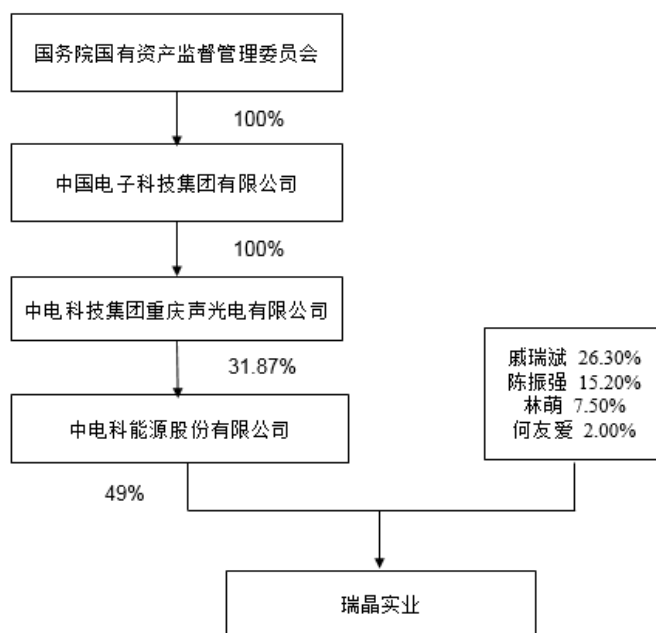 国务院国有资产监督管理委员会
100%
中国电子科技集团有限公司
100%
中电科技集团重庆声光电有限公司
31.87%
中电科能源股份有限公司
49%
戚瑞斌 26.30%
陈振强 15.20%
林萌 7.50%
何友爱 2.00%
瑞晶实业